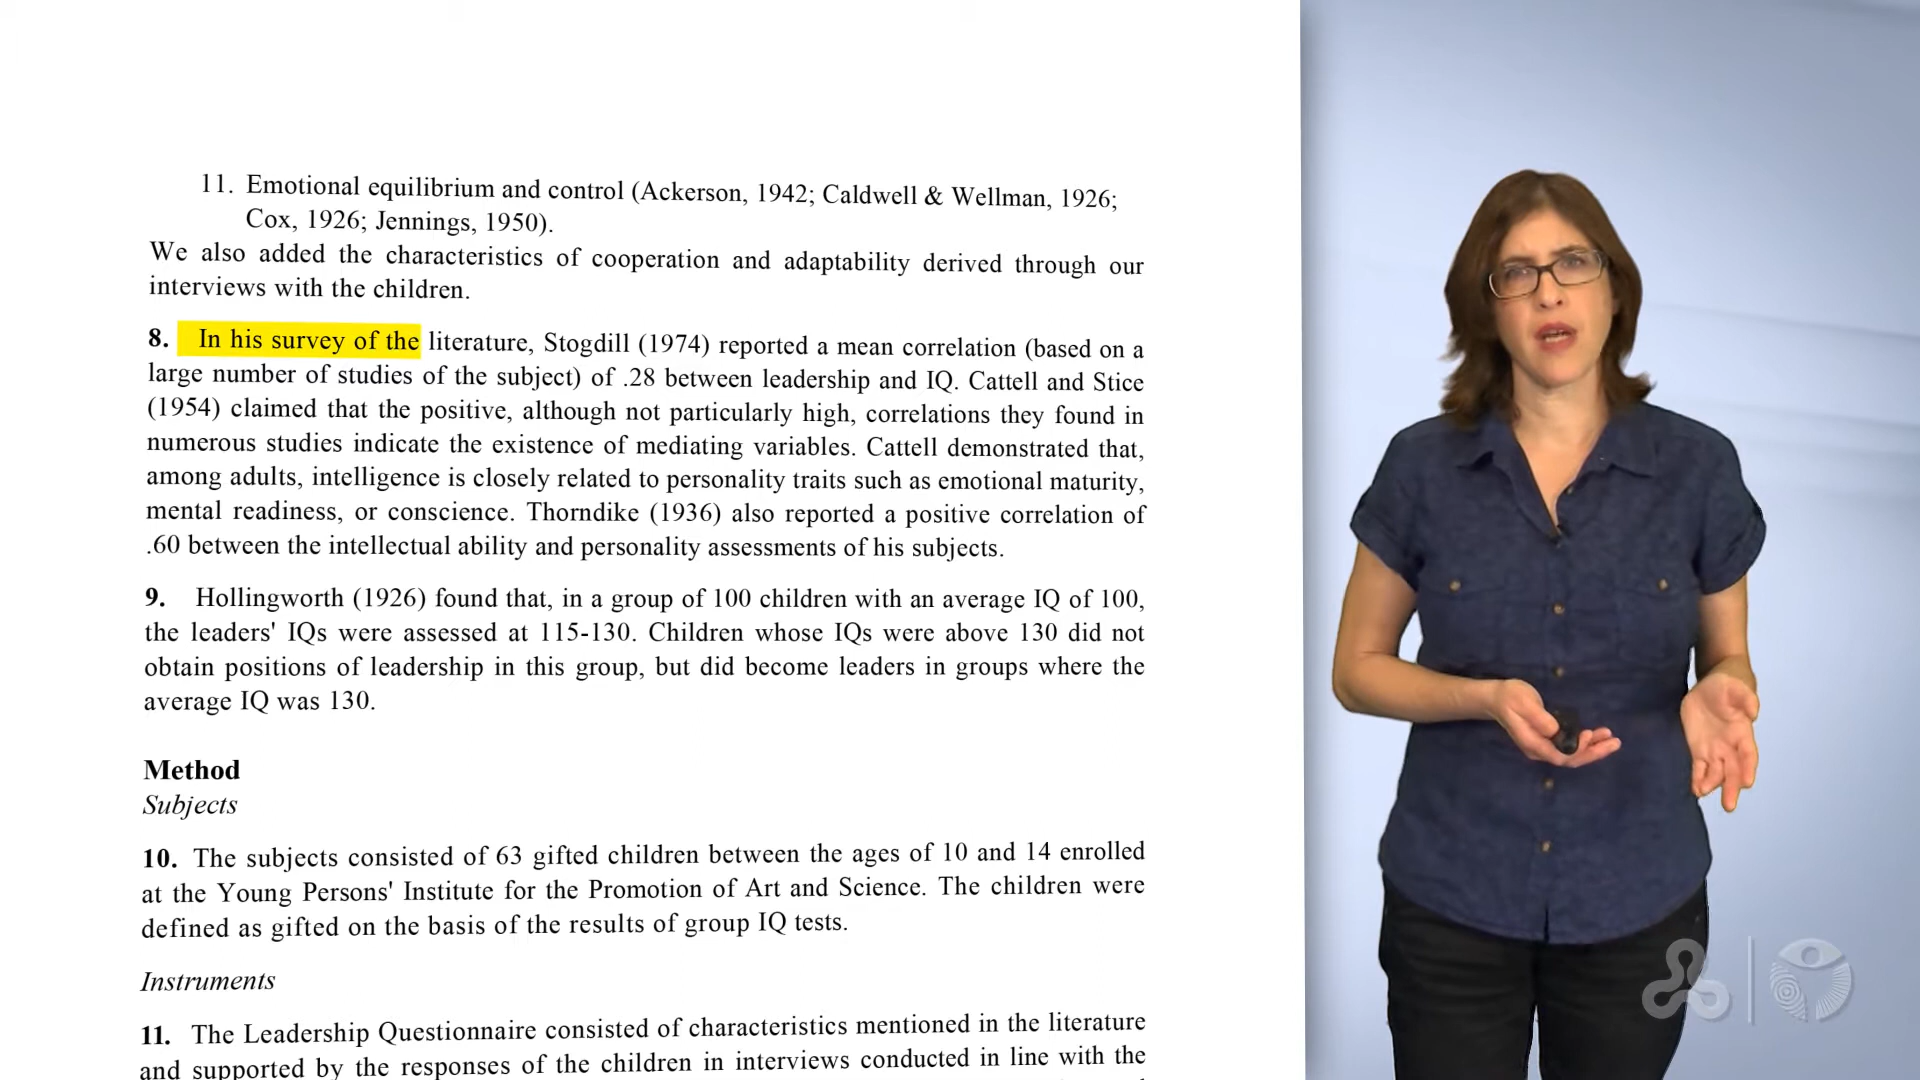 11. Emotional equilibrium and control (Ackerson, 1942; Caldwell & Wellman, 1926;
Cox, 1926; Jennings, 1950).
We also added the characteristics of cooperation and adaptability derived through our
interviews with the children.
8. In his survey of the literature, Stogdill (1974) reported a mean correlation (based on a
large number of studies of the subject) of .28 between leadership and IQ. Cattell and Stice
(1954) claimed that the positive, although not particularly high, correlations they found in
numerous studies indicate the existence of mediating variables. Cattell demonstrated that,
among adults, intelligence is closely related to personality traits such as emotional maturity,
mental readiness, or conscience. Thorndike (1936) also reported a positive correlation of
.60 between the intellectual ability and personality assessments of his subjects.
9. Hollingworth (1926) found that, in a group of 100 children with an average IQ of 100,
the leaders' IQs were assessed at 115-130. Children whose IQs were above 130 did not
obtain positions of leadership in this group, but did become leaders in groups where the
average IQ was 130.
Method
Subjects
10. The subjects consisted of 63 gifted children between the ages of 10 and 14 enrolled
at the Young Persons' Institute for the Promotion of Art and Science. The children were
defined as gifted on the basis of the results of group IQ tests.
Instruments
11. The Leadership Questionnaire consisted of characteristics mentioned in the literature
and supported by the responses of the children in interviews conducted in line with the